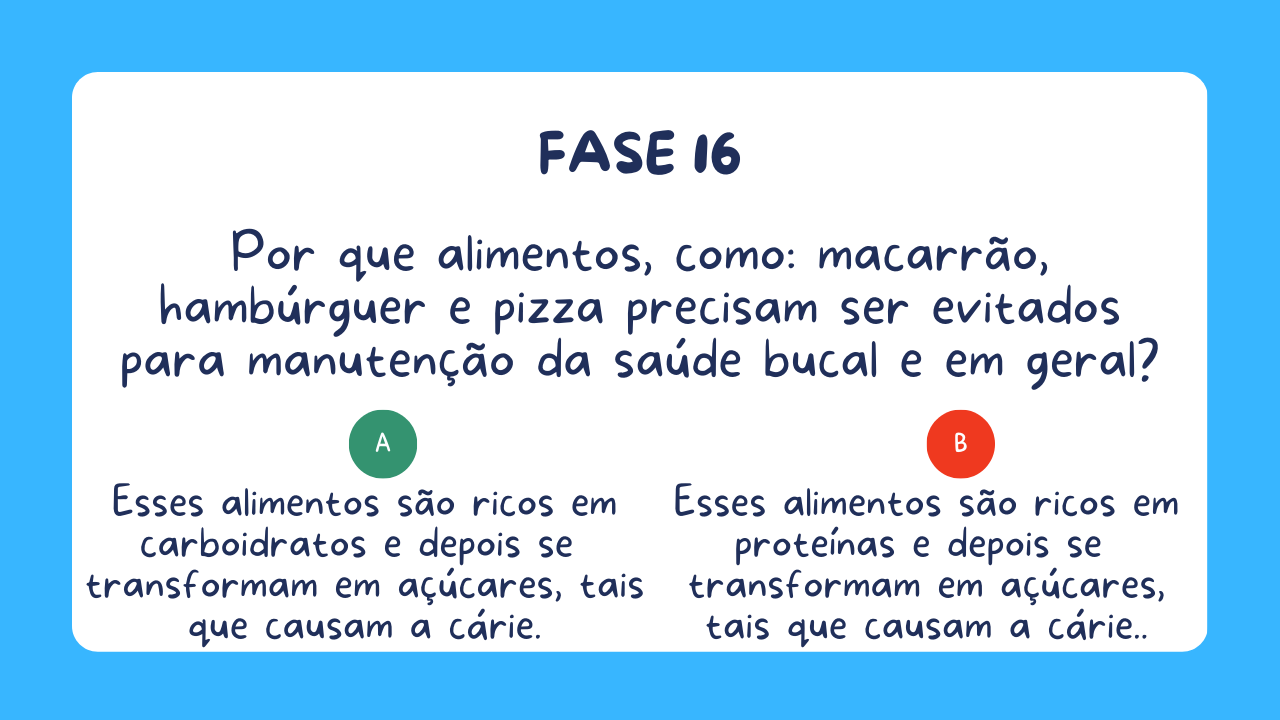 FASE 16
Por que alimentos, como: macarrão,
hambúrguer e pizza precisam ser evitados
para manutenção da saúde bucal e em geral?
A
Esses alimentos são ricos em
carboidratos e depois se
transformam em açúcares, tais
que causam a cárie.
B
Esses alimentos são ricos em
proteínas e depois se
transformam em açúcares,
tais que causam a cárie..